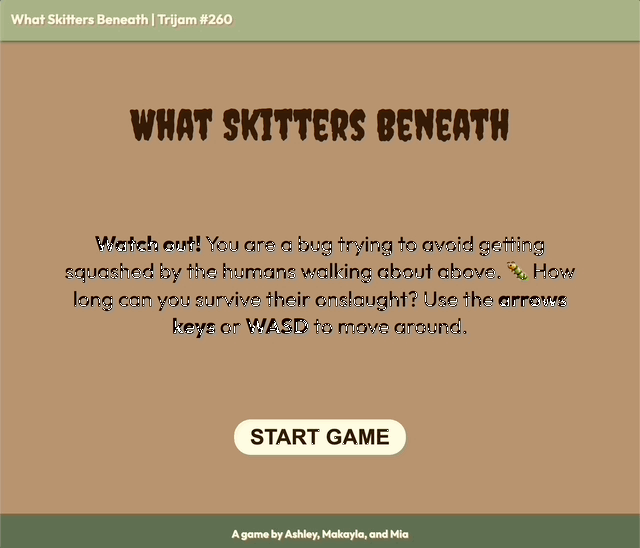 What Skitters Beneath | Trijam #260
WHAT SKITTERS BENEATH
Watch out! You are a bug trying to avoid getting
squashed by the humans walking about above. 🐛 How
long can you survive their onslaught? Use the arrows
keys or WASD to move around.
START GAME
A game by Ashley, Makayla, and Mia